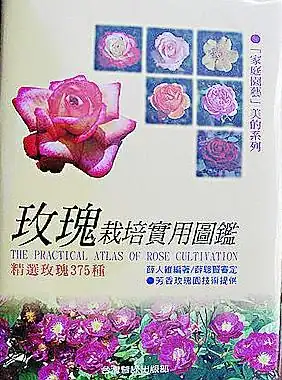 「家庭園藝」美的系列
玫瑰栽培實用圖鑑
THE PRACTICAL ATLAS OF ROSE CULTIVATION
精選玫瑰375種
薛人維編著/薛聰賢審定
●芳香玫瑰園技術提供